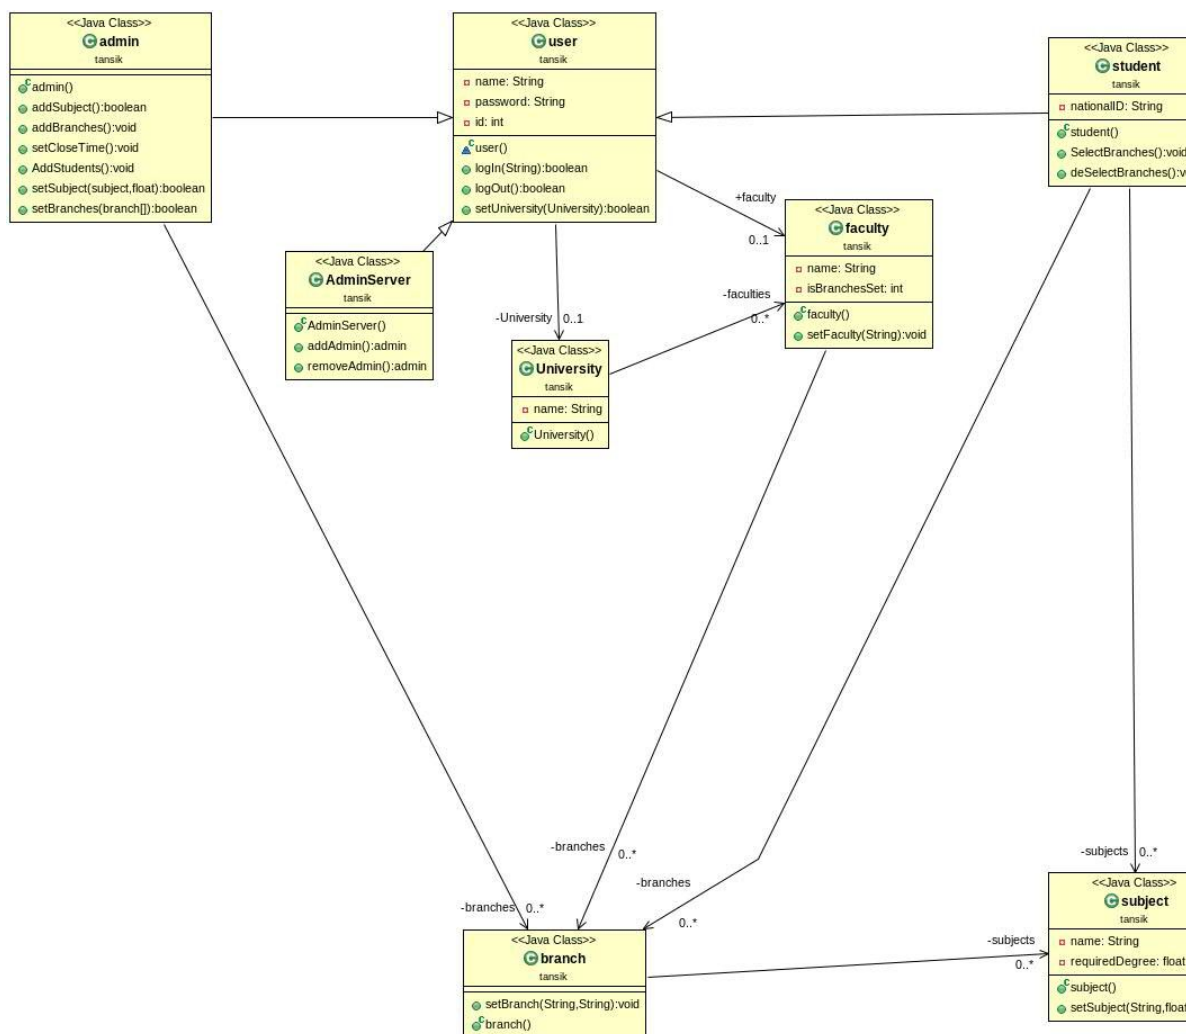 <<Java Class>>
admin
tansik
admin()
addSubject():boolean
addBranches():void
setCloseTime():void
AddStudents():void
setSubject(subject,float):boolean
setBranches(branch[]):boolean
<<Java Class>>
user
tansik
name: String
password: String
id: int
user()
logIn(String):boolean
logOut():boolean
setUniversity(University):boolean
<<Java Class>>
student
tansik
nationalID: String
student()
SelectBranches():void
deSelectBranches():v
+faculty
0..1
<<Java Class>>
faculty
tansik
name: String
isBranchesSet: int
faculty()
setFaculty(String):void
<<Java Class>>
AdminServer
tansik
AdminServer()
addAdmin():admin
removeAdmin():admin
-University
0..1
-faculties
0..*
<<Java Class>>
University
tansik
name: String
University()
-branches
0..*
-branches
0..*
-branches
0..*
-subjects
0..*
<<Java Class>>
branch
tansik
setBranch(String,String):void
branch()
-subjects
0..*
<<Java Class>>
subject
tansik
name: String
requiredDegree: float
subject()
setSubject(String,float